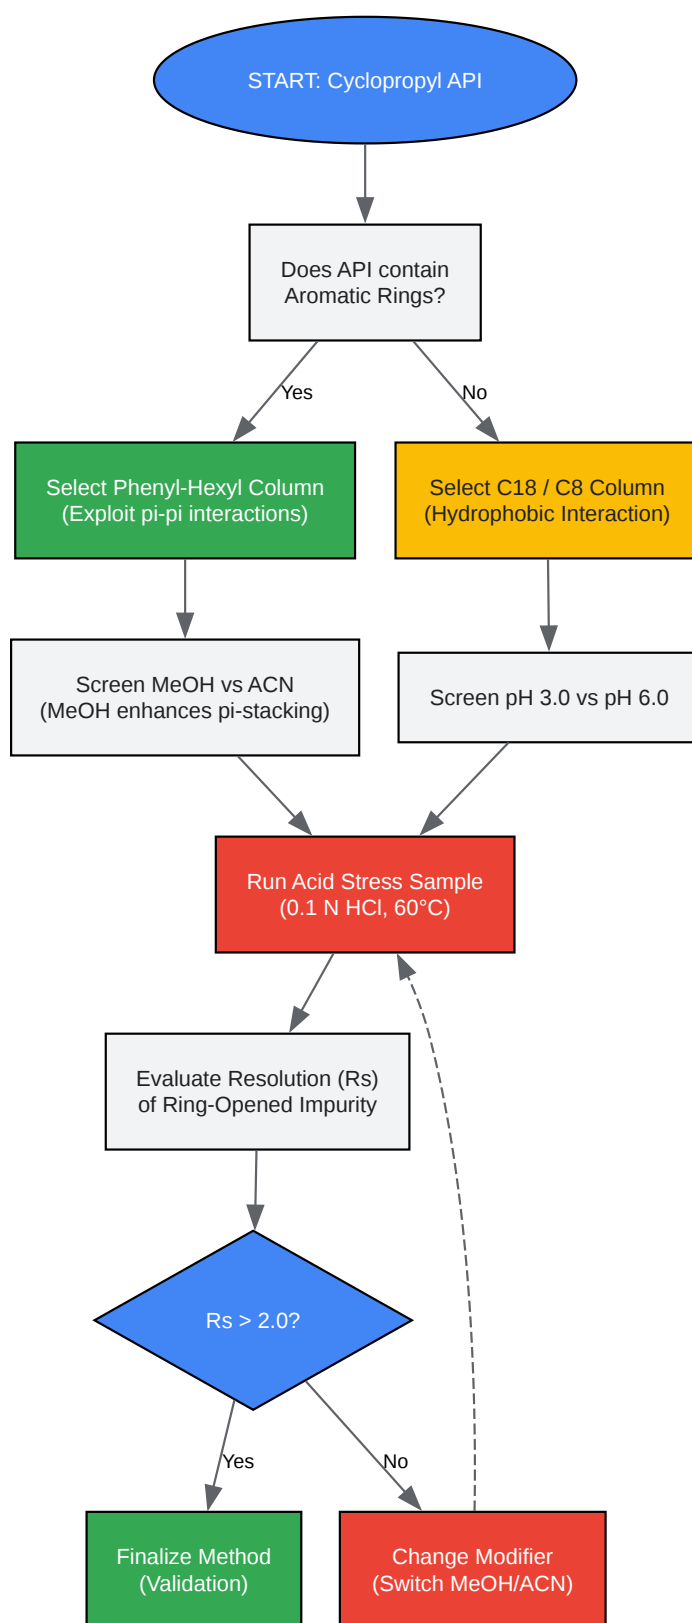 START: Cyclopropyl API
Does API contain
Aromatic Rings?
Yes
No
Select Phenyl-Hexyl Column
(Exploit pi-pi interactions)
Select C18 / C8 Column
(Hydrophobic Interaction)
Screen MeOH vs ACN
(MeOH enhances pi-stacking)
Screen pH 3.0 vs pH 6.0
Run Acid Stress Sample
(0.1 N HCl, 60°C)
Evaluate Resolution (Rs)
of Ring-Opened Impurity
Rs > 2.0?
Yes
No
Finalize Method
(Validation)
Change Modifier
(Switch MeOH/ACN)